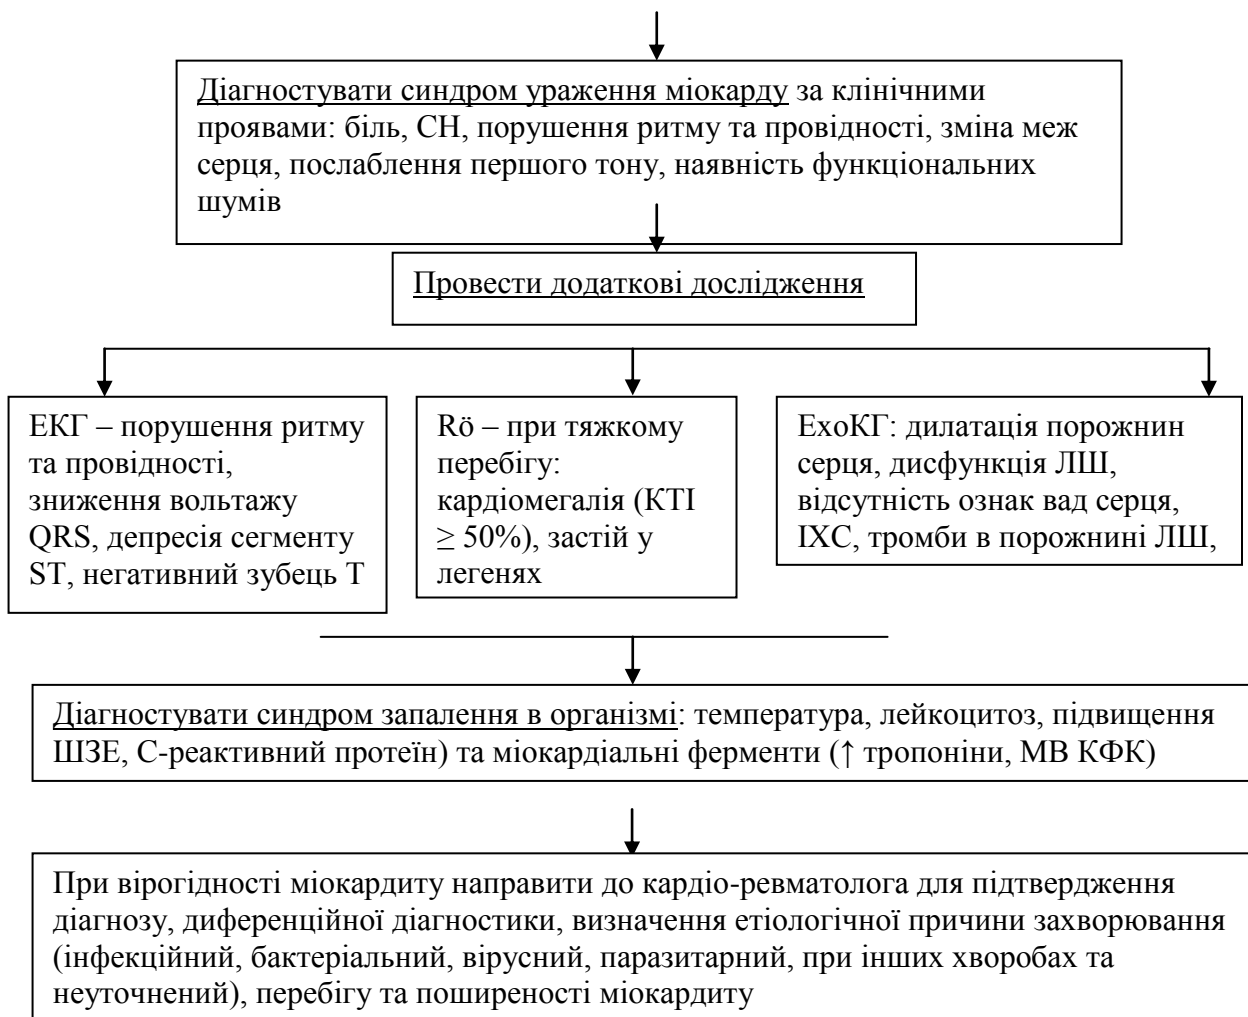 Діагностувати синдром ураження міокарду за клінічними
проявами: біль, СН, порушення ритму та провідності, зміна меж
серця, послаблення першого тону, наявність функціональних
шумів
Провести додаткові дослідження
ЕКГ – порушення ритму
та провідності,
зниження вольтажу
QRS, депресія сегменту
ST, негативний зубець Т
Rö – при тяжкому
перебігу:
кардіомегалія (КТІ
≥ 50%), застій у
легенях
ЕхоКГ: дилатація порожнин
серця, дисфункція ЛШ,
відсутність ознак вад серця,
ІХС, тромби в порожнині ЛШ,
Діагностувати синдром запалення в організмі: температура, лейкоцитоз, підвищення
ШЗЕ, С-реактивний протеїн) та міокардіальні ферменти (↑ тропоніни, МВ КФК)
При вірогідності міокардиту направити до кардіо-ревматолога для підтвердження
діагнозу, диференційної діагностики, визначення етіологічної причини захворювання
(інфекційний, бактеріальний, вірусний, паразитарний, при інших хворобах та
неуточнений), перебігу та поширеності міокардиту